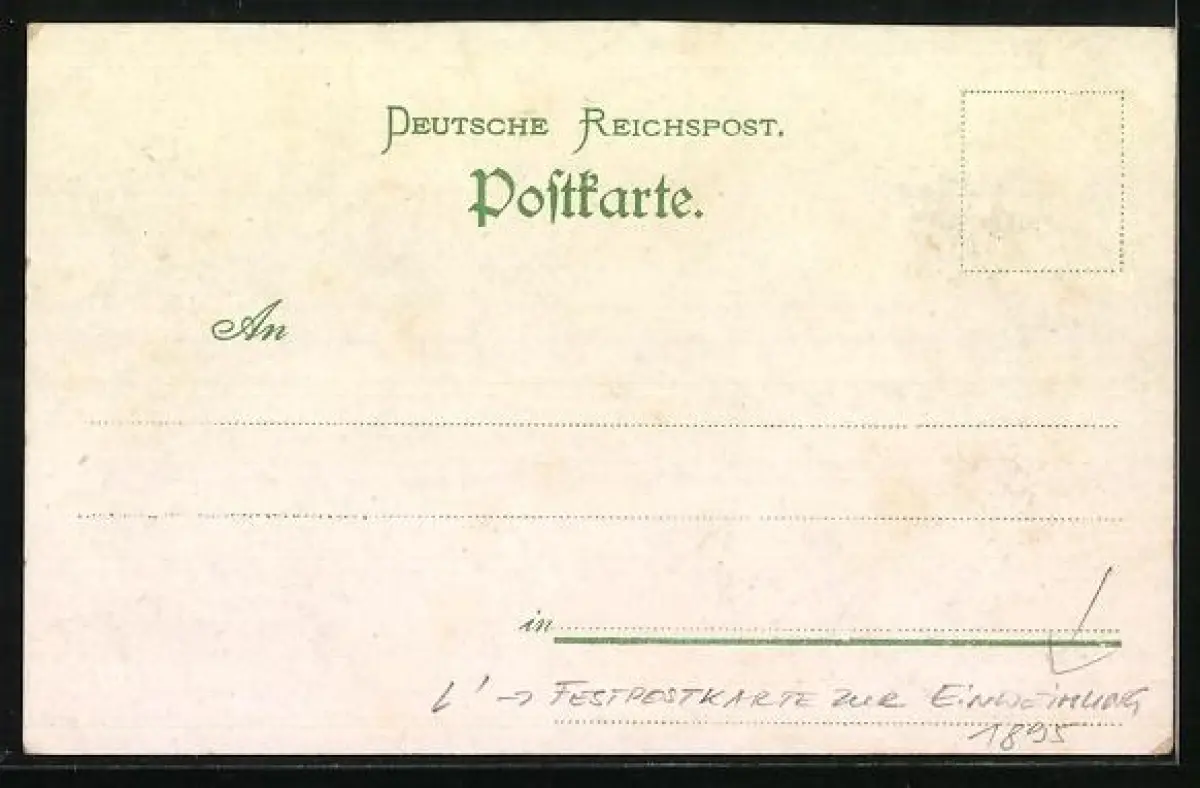 DEUTSCHE REICHSPOST.
Poſtkarte.
An
in
L' → FESTPOSTKARTE ZUR EINWEIHUNG
1895